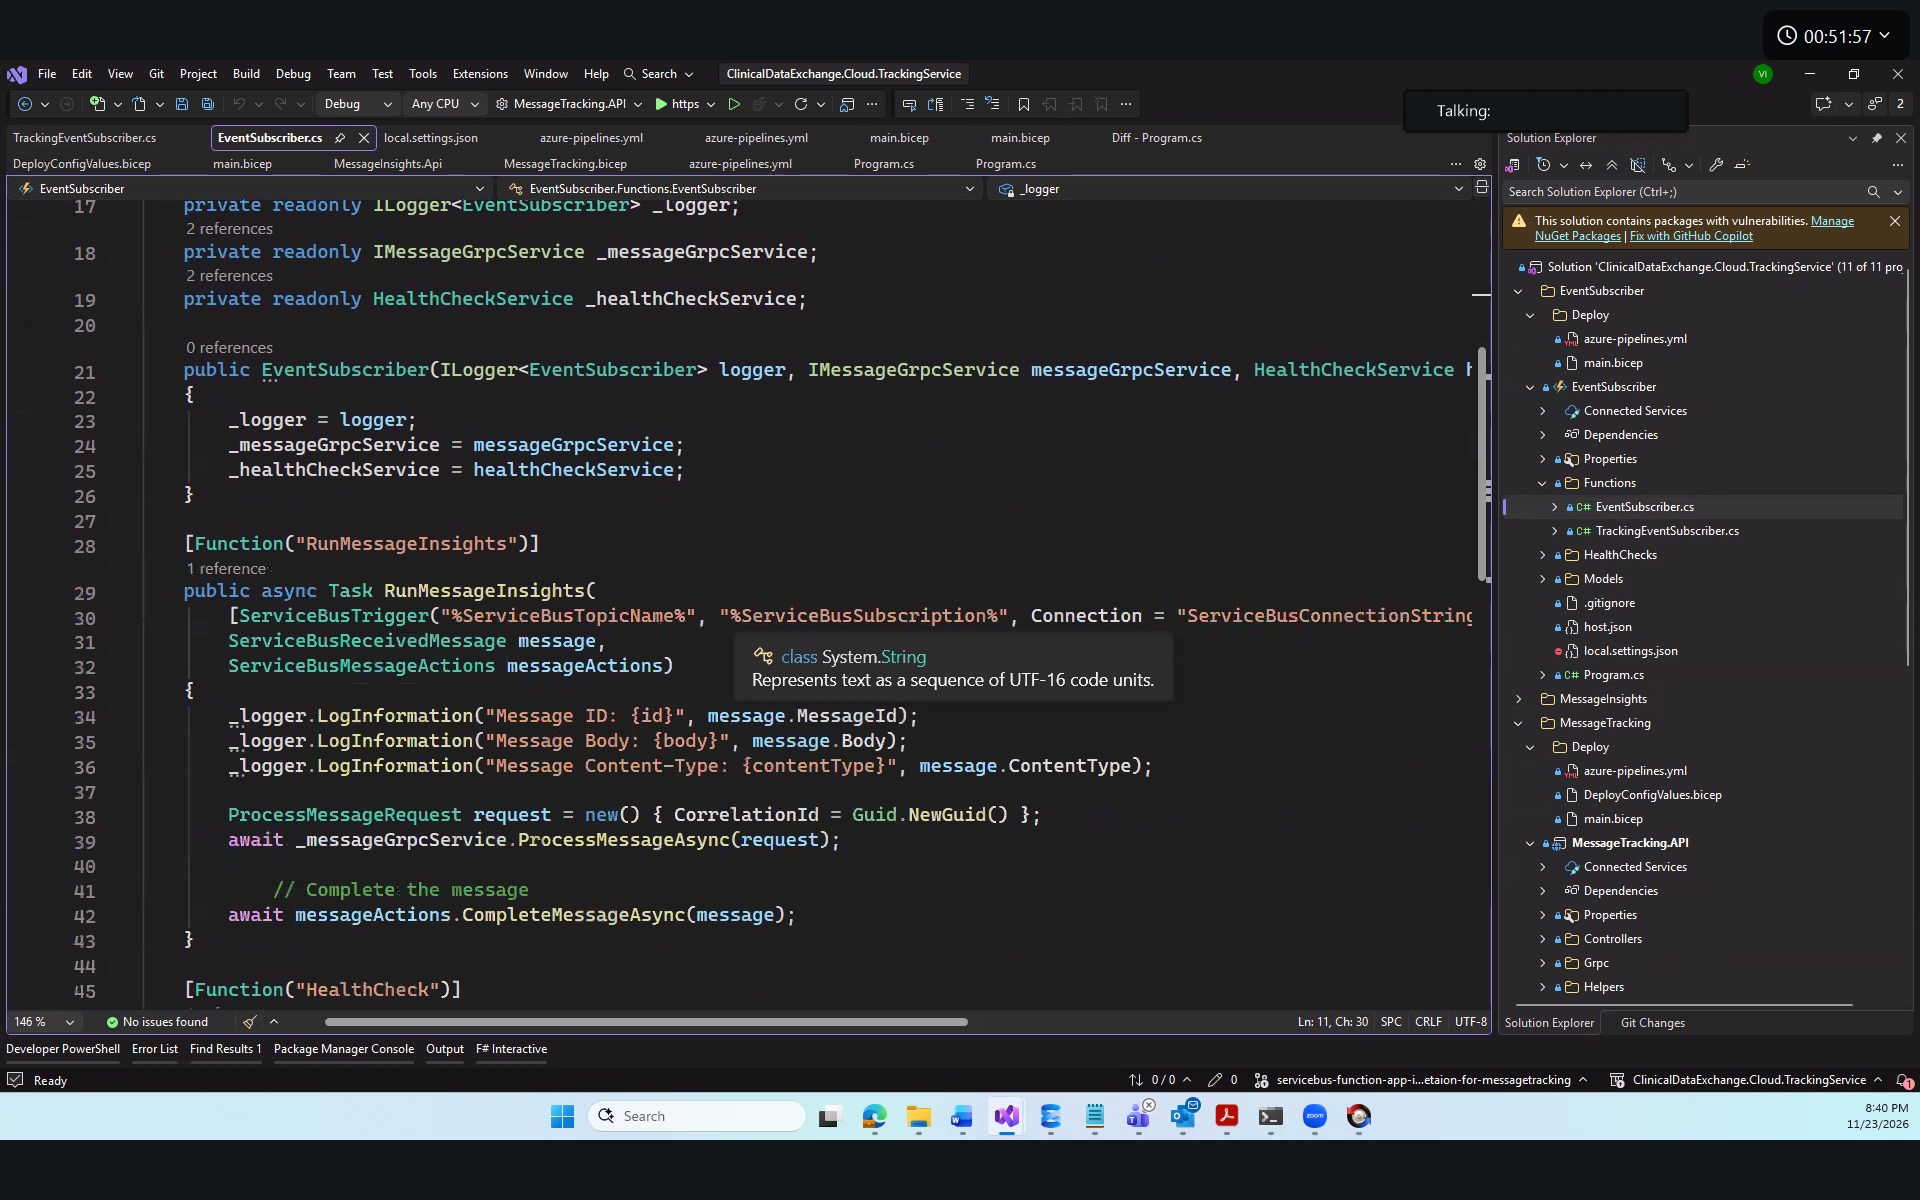 00:51:57
File Edit View Git Project Build Debug Team Test Tools Extensions Window Help Search ClinicalDataExchange.Cloud.TrackingService VI
Debug Any CPU MessageTracking.API https 2
Talking:
TrackingEventSubscriber.cs EventSubscriber.cs local.settings.json azure-pipelines.yml azure-pipelines.yml main.bicep main.bicep Diff - Program.cs
DeployConfigValues.bicep main.bicep MessageInsights.Api MessageTracking.bicep azure-pipelines.yml Program.cs Program.cs
EventSubscriber EventSubscriber.Functions.EventSubscriber _logger
17 private readonly ILogger<EventSubscriber> _logger;
2 references
18 private readonly IMessageGrpcService _messageGrpcService;
2 references
19 private readonly HealthCheckService _healthCheckService;
20
0 references
21 public EventSubscriber(ILogger<EventSubscriber> logger, IMessageGrpcService messageGrpcService, HealthCheckService h
22 {
23 _logger = logger;
24 _messageGrpcService = messageGrpcService;
25 _healthCheckService = healthCheckService;
26 }
27
28 [Function("RunMessageInsights")]
1 reference
29 public async Task RunMessageInsights(
30 [ServiceBusTrigger("%ServiceBusTopicName%", "%ServiceBusSubscription%", Connection = "ServiceBusConnectionString
31 ServiceBusReceivedMessage message,
32 ServiceBusMessageActions messageActions)
class System.String
Represents text as a sequence of UTF-16 code units.
33 {
34 _logger.LogInformation("Message ID: {id}", message.MessageId);
35 _logger.LogInformation("Message Body: {body}", message.Body);
36 _logger.LogInformation("Message Content-Type: {contentType}", message.ContentType);
37
38 ProcessMessageRequest request = new() { CorrelationId = Guid.NewGuid() };
39 await _messageGrpcService.ProcessMessageAsync(request);
40
41 // Complete the message
42 await messageActions.CompleteMessageAsync(message);
43 }
44
45 [Function("HealthCheck")]
146 % No issues found Ln: 11, Ch: 30 SPC CRLF UTF-8
Solution Explorer
Search Solution Explorer (Ctrl+;)
This solution contains packages with vulnerabilities. Manage
NuGet Packages | Fix with GitHub Copilot
Solution 'ClinicalDataExchange.Cloud.TrackingService' (11 of 11 pro
EventSubscriber
Deploy
azure-pipelines.yml
main.bicep
EventSubscriber
Connected Services
Dependencies
Properties
Functions
C# EventSubscriber.cs
C# TrackingEventSubscriber.cs
HealthChecks
Models
.gitignore
host.json
local.settings.json
C# Program.cs
MessageInsights
MessageTracking
Deploy
azure-pipelines.yml
DeployConfigValues.bicep
main.bicep
MessageTracking.API
Connected Services
Dependencies
Properties
Controllers
Grpc
Helpers
Solution Explorer Git Changes
Developer PowerShell Error List Find Results 1 Package Manager Console Output F# Interactive
Ready 0 / 0 0 servicebus-function-app-i...etaion-for-messagetracking ClinicalDataExchange.Cloud.TrackingService 1
Search zoom
8:40 PM
11/23/2026